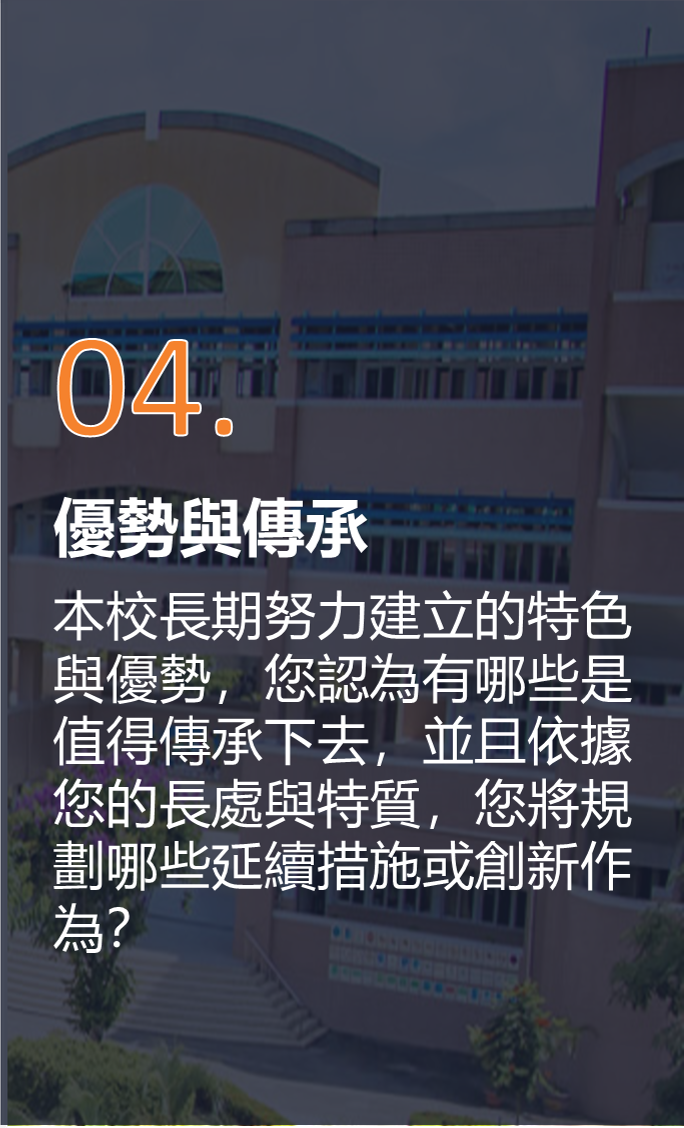 04.
優勢與傳承
本校長期努力建立的特色
與優勢，您認為有哪些是
值得傳承下去，並且依據
您的長處與特質，您將規
劃哪些延續措施或創新作
為？